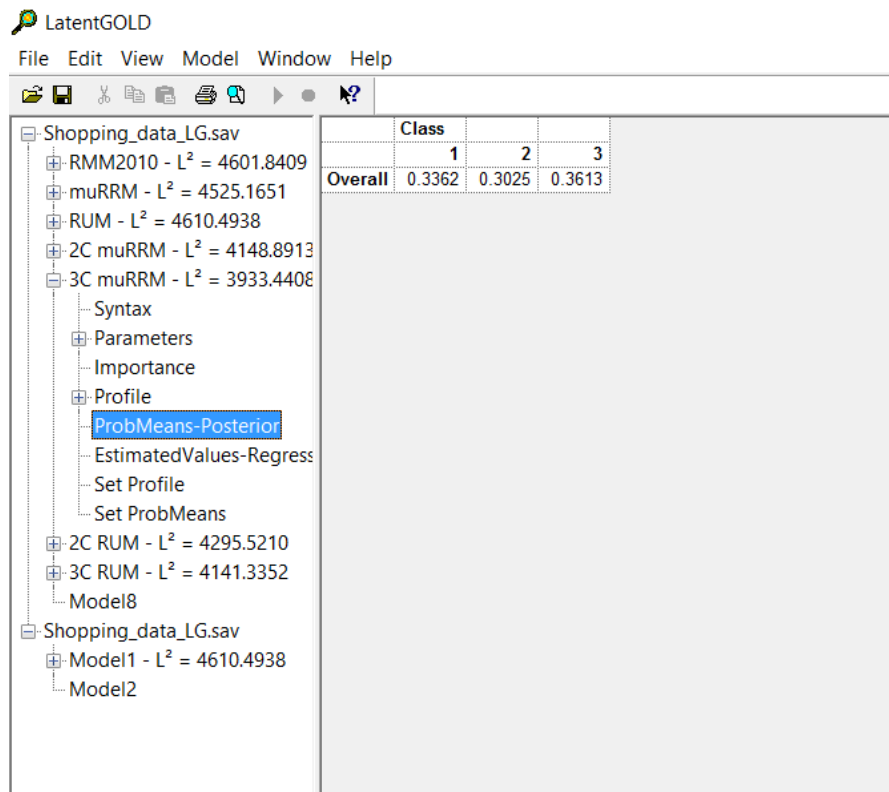 LatentGOLD
File Edit View Model Window Help
Shopping_data_LG.sav
RMM2010 - L² = 4601.8409
muRRM - L² = 4525.1651
RUM - L² = 4610.4938
2C muRRM - L² = 4148.8913
3C muRRM - L² = 3933.4408
Syntax
Parameters
Importance
Profile
ProbMeans-Posterior
EstimatedValues-Regress
Set Profile
Set ProbMeans
2C RUM - L² = 4295.5210
3C RUM - L² = 4141.3352
Model8
Shopping_data_LG.sav
Model1 - L² = 4610.4938
Model2
Class
1 2 3
Overall 0.3362 0.3025 0.3613